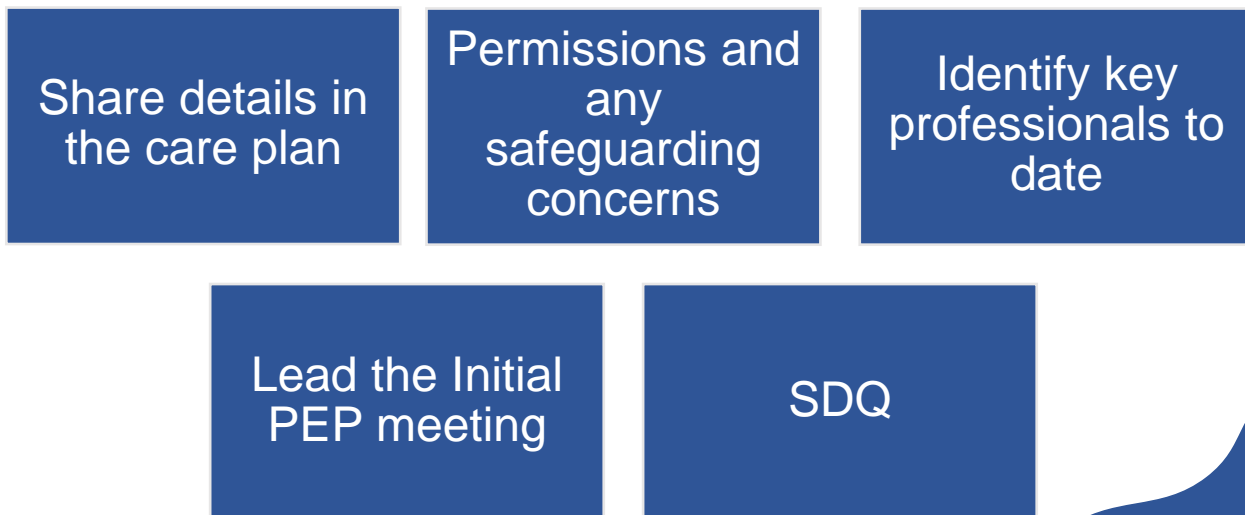 Share details in
the care plan
Permissions and
any
safeguarding
concerns
Identify key
professionals to
date
Lead the Initial
PEP meeting
SDQ